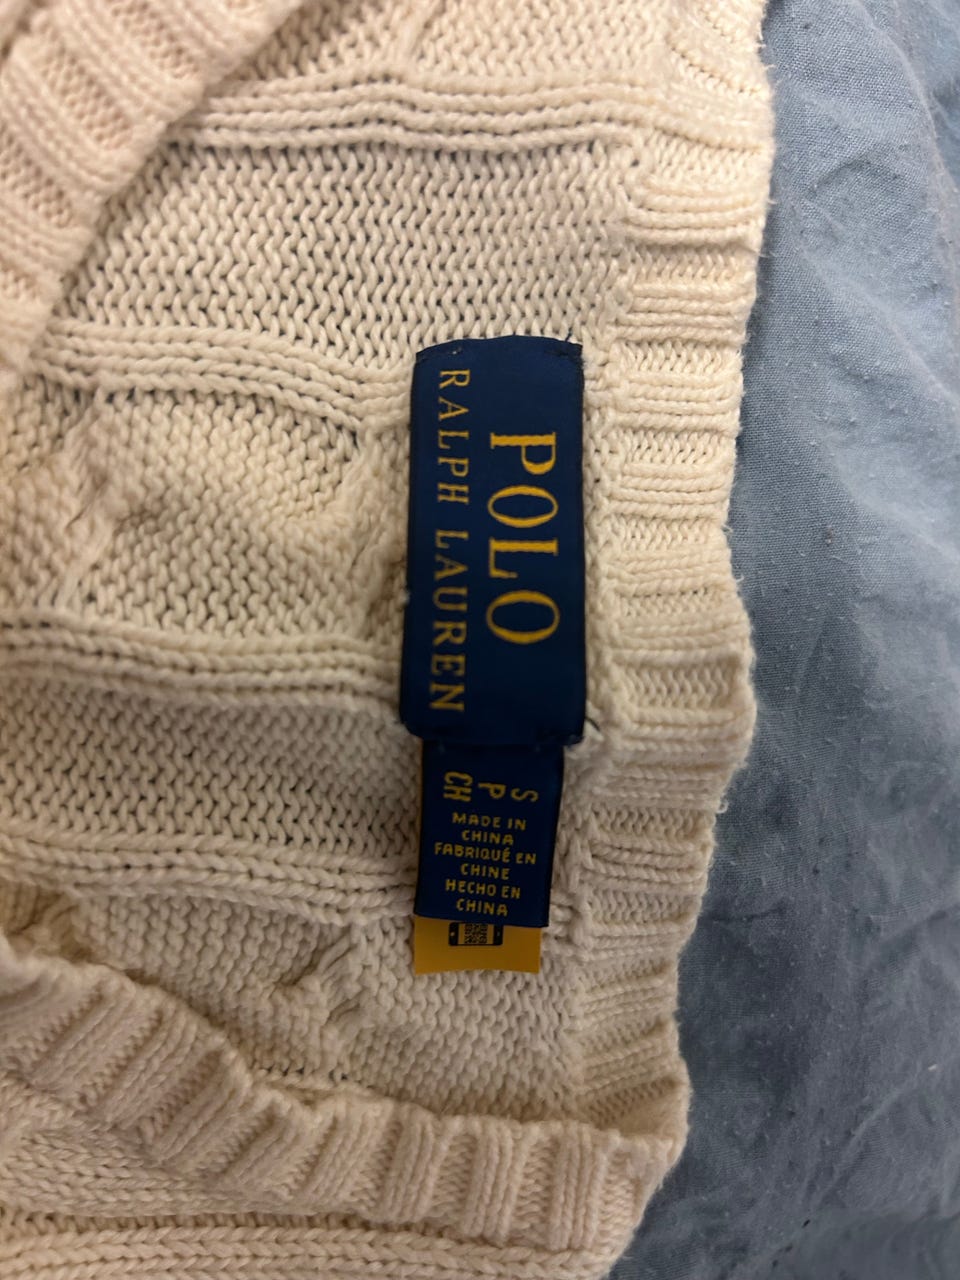 POLO
RALPH LAUREN
S
P
CH
MADE IN
CHINA
FABRIQUÉ EN
CHINE
HECHO EN
CHINA